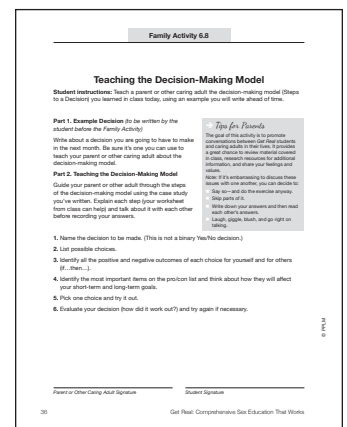 Family Activity 6.8
Teaching the Decision-Making Model
Student instructions: Teach a parent or other caring adult the decision-making model (Steps
to a Decision) you learned in class today, using an example you will write ahead of time.
Part 1. Example Decision (to be written by the
student before the Family Activity)
Write about a decision you are going to have to make
in the next month. Be sure it's one you can use to
teach your parent or other caring adult about the
decision-making model.
Part 2. Teaching the Decision-Making Model
Guide your parent or other adult through the steps
of the decision-making model using the case study
you've written. Explain each step (your worksheet
from class can help) and talk about it with each other
before recording your answers.
Tips for Parents
The goal of this activity is to promote
conversations between Get Real students
and caring adults in their lives. It provides
a great chance to review material covered
in class, research resources for additional
information, and share your feelings and
values.
Note: If it's embarrassing to discuss these
issues with one another, you can decide to:
Say so—and do the exercise anyway.
Skip parts of it.
Write down your answers and then read
each other's answers.
Laugh, giggle, blush, and go right on
talking.
1. Name the decision to be made. (This is not a binary Yes/No decision.)
2. List possible choices.
3. Identify all the positive and negative outcomes of each choice for yourself and for others
(if…then…).
4. Identify the most important items on the pro/con list and think about how they will affect
your short-term and long-term goals.
5. Pick one choice and try it out.
6. Evaluate your decision (how did it work out?) and try again if necessary.
© PPLM
Parent or Other Caring Adult Signature
Student Signature
36
Get Real: Comprehensive Sex Education That Works